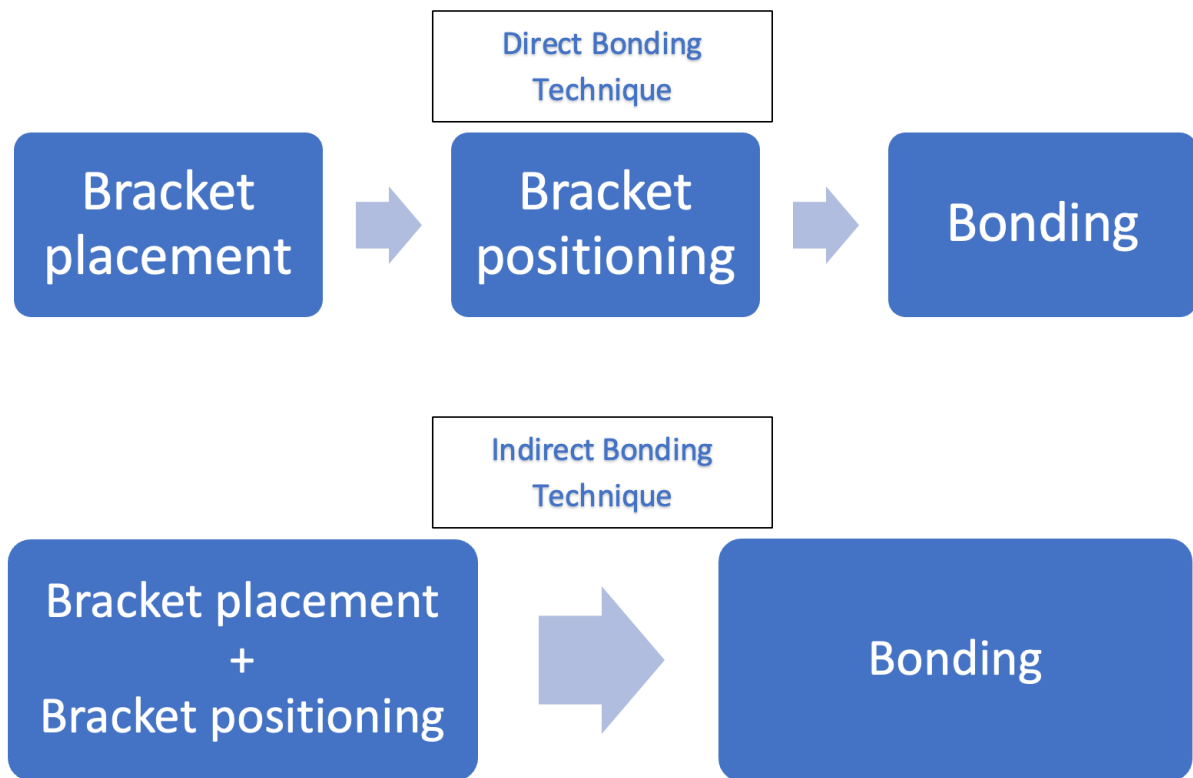 Direct Bonding
Technique
Bracket
placement
Bracket
positioning
Bonding
Indirect Bonding
Technique
Bracket placement
+
Bracket positioning
Bonding